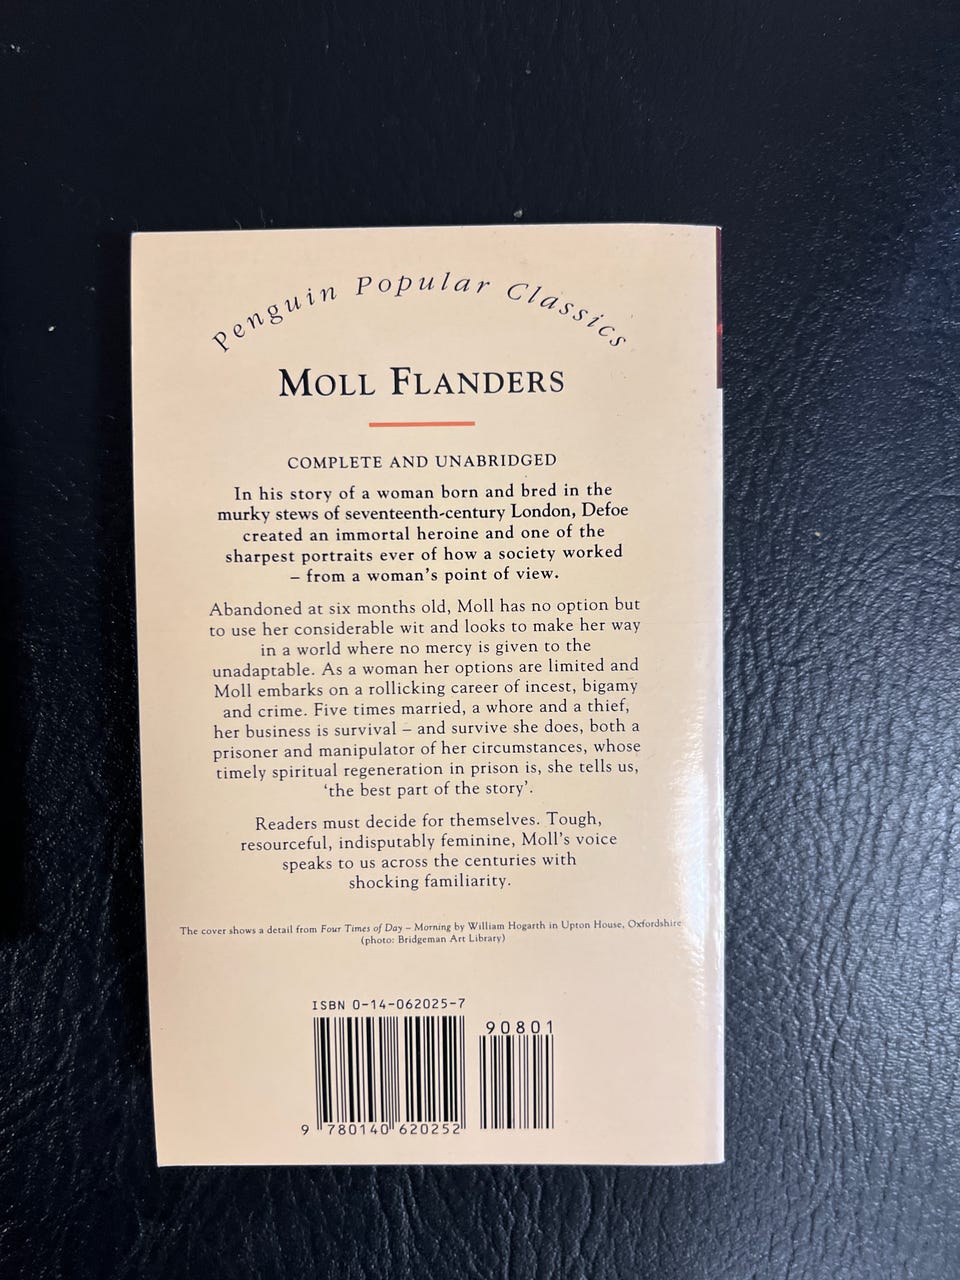 Penguin Popular Classics
MOLL FLANDERS
COMPLETE AND UNABRIDGED
In his story of a woman born and bred in the
murky stews of seventeenth-century London, Defoe
created an immortal heroine and one of the
sharpest portraits ever of how a society worked
– from a woman's point of view.
Abandoned at six months old, Moll has no option but
to use her considerable wit and looks to make her way
in a world where no mercy is given to the
unadaptable. As a woman her options are limited and
Moll embarks on a rollicking career of incest, bigamy
and crime. Five times married, a whore and a thief,
her business is survival – and survive she does, both a
prisoner and manipulator of her circumstances, whose
timely spiritual regeneration in prison is, she tells us,
‘the best part of the story’.
Readers must decide for themselves. Tough,
resourceful, indisputably feminine, Moll's voice
speaks to us across the centuries with
shocking familiarity.
The cover shows a detail from Four Times of Day – Morning by William Hogarth in Upton House, Oxfordshire
(photo: Bridgeman Art Library)
ISBN 0-14-062025-7
90801
9 780140 620252